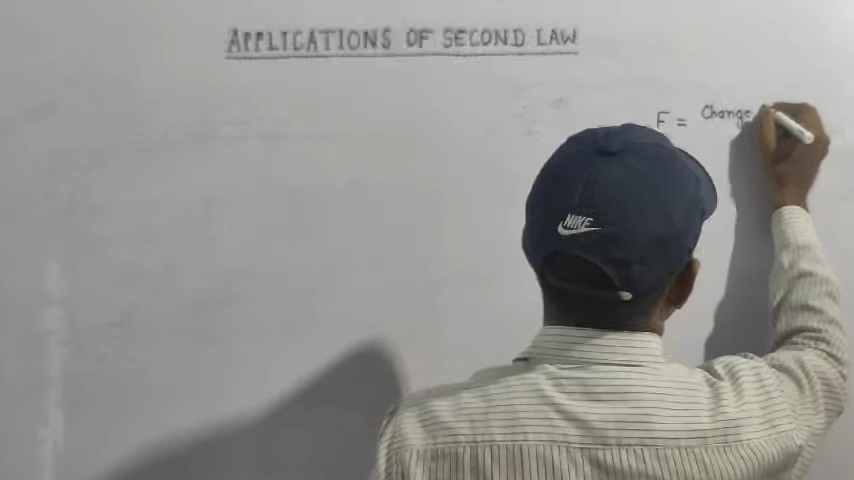 APPLICATIONS OF SECOND LAW
F = Change
NIKE